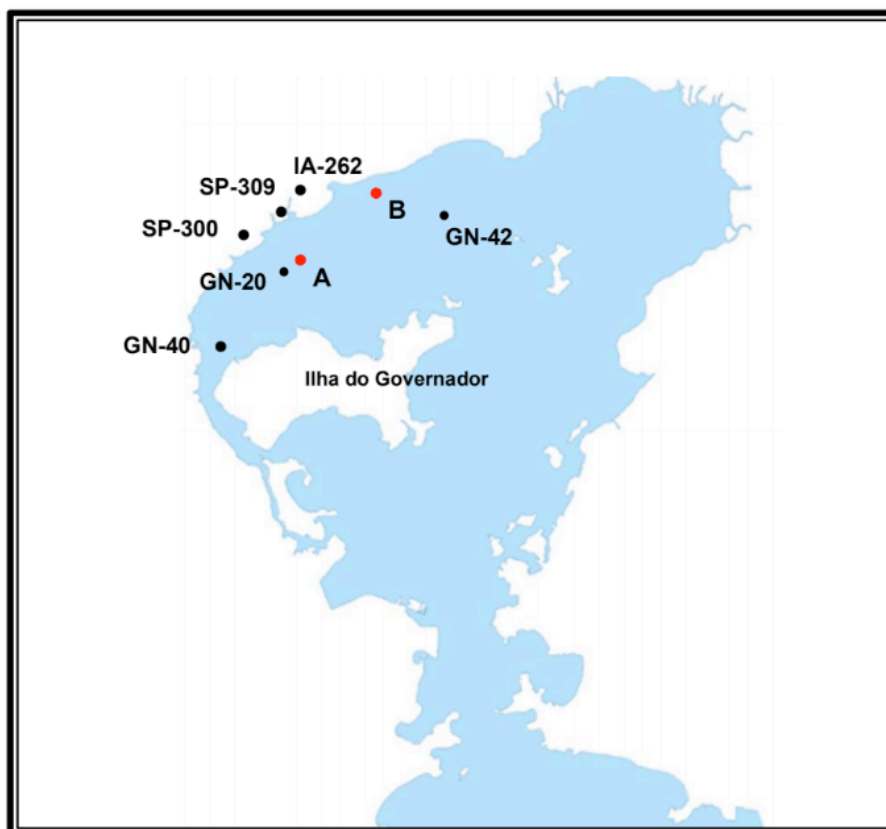 IA-262
SP-309
B
SP-300
GN-42
GN-20
A
GN-40
Ilha do Governador